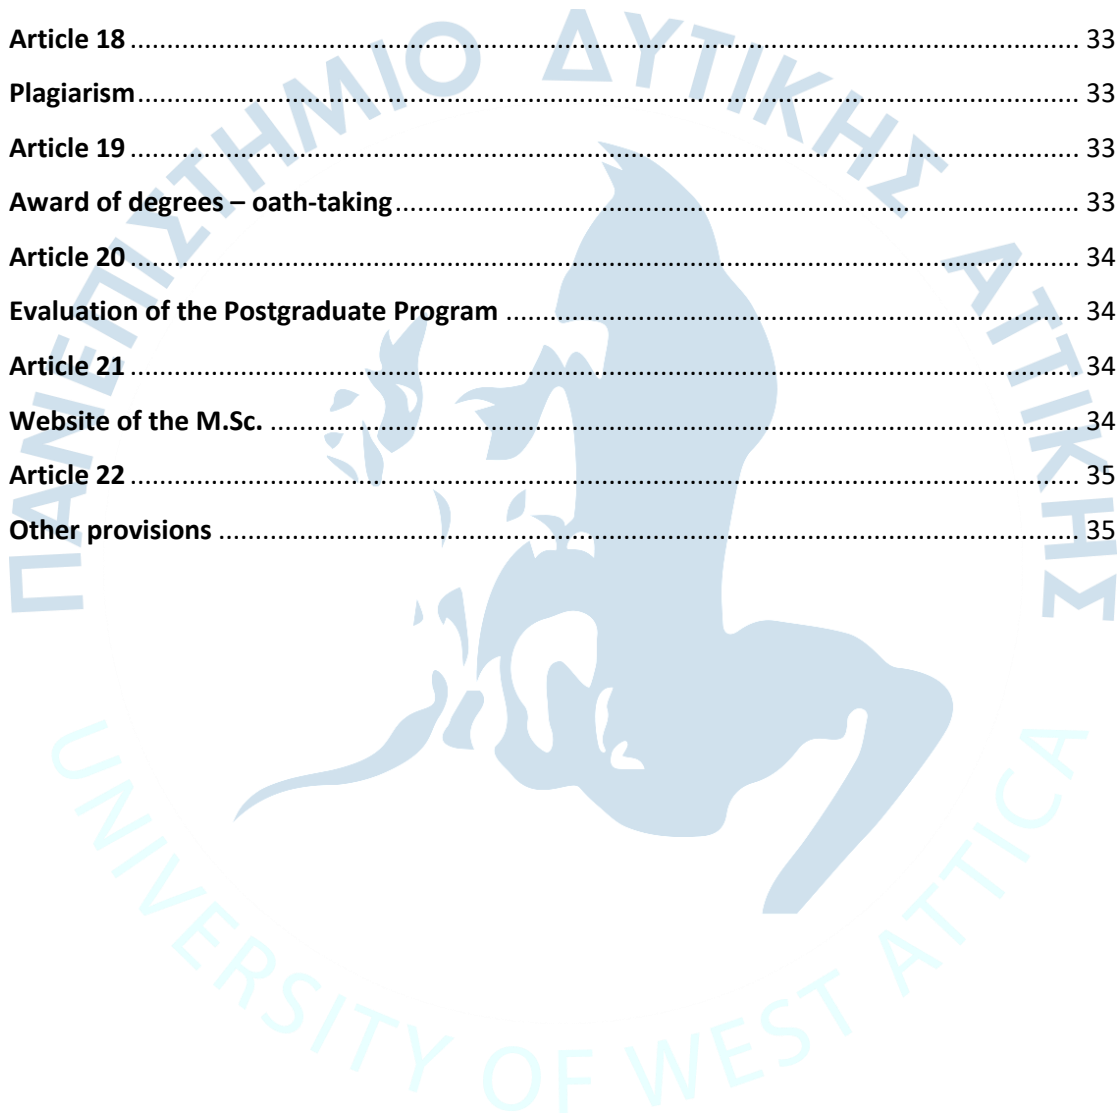 Article 18 ........................................................................ 33
Plagiarism ........................................................................ 33
Article 19 ........................................................................ 33
Award of degrees – oath-taking ........................................................................ 33
Article 20 ........................................................................ 34
Evaluation of the Postgraduate Program ........................................................................ 34
Article 21 ........................................................................ 34
Website of the M.Sc. ........................................................................ 34
Article 22 ........................................................................ 35
Other provisions ........................................................................ 35
ΠΑΝΕΠΙΣΤΗΜΙΟ ΔΥΤΙΚΗΣ ΑΤΤΙΚΗΣ
UNIVERSITY OF WEST ATTICA